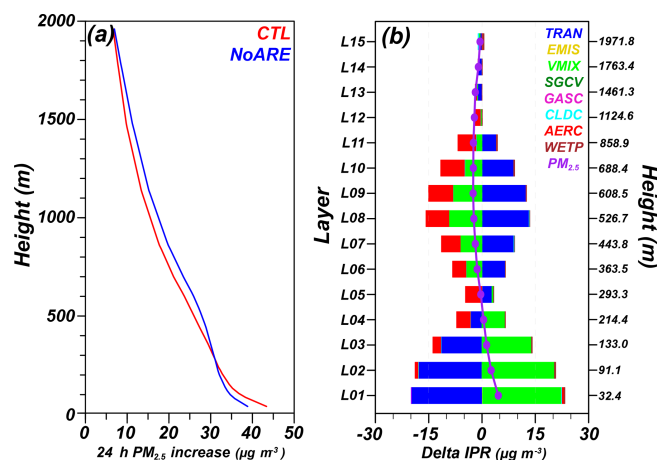 (a)
CTL
NoARE
2000
1500
1000
500
0
Height (m)
0 10 20 30 40 50
24 h PM2.5 increase (μg m-3)
(b)
TRAN
EMIS
VMIX
SGCV
GASC
CLDC
AERC
WETP
PM2.5
Layer
L15 1971.8
L14 1763.4
L13 1461.3
L12 1124.6
L11 858.9
L10 688.4
L09 608.5
L08 526.7
L07 443.8
L06 363.5
L05 293.3
L04 214.4
L03 133.0
L02 91.1
L01 32.4
Height (m)
-30 -15 0 15 30
Delta IPR (μg m-3)